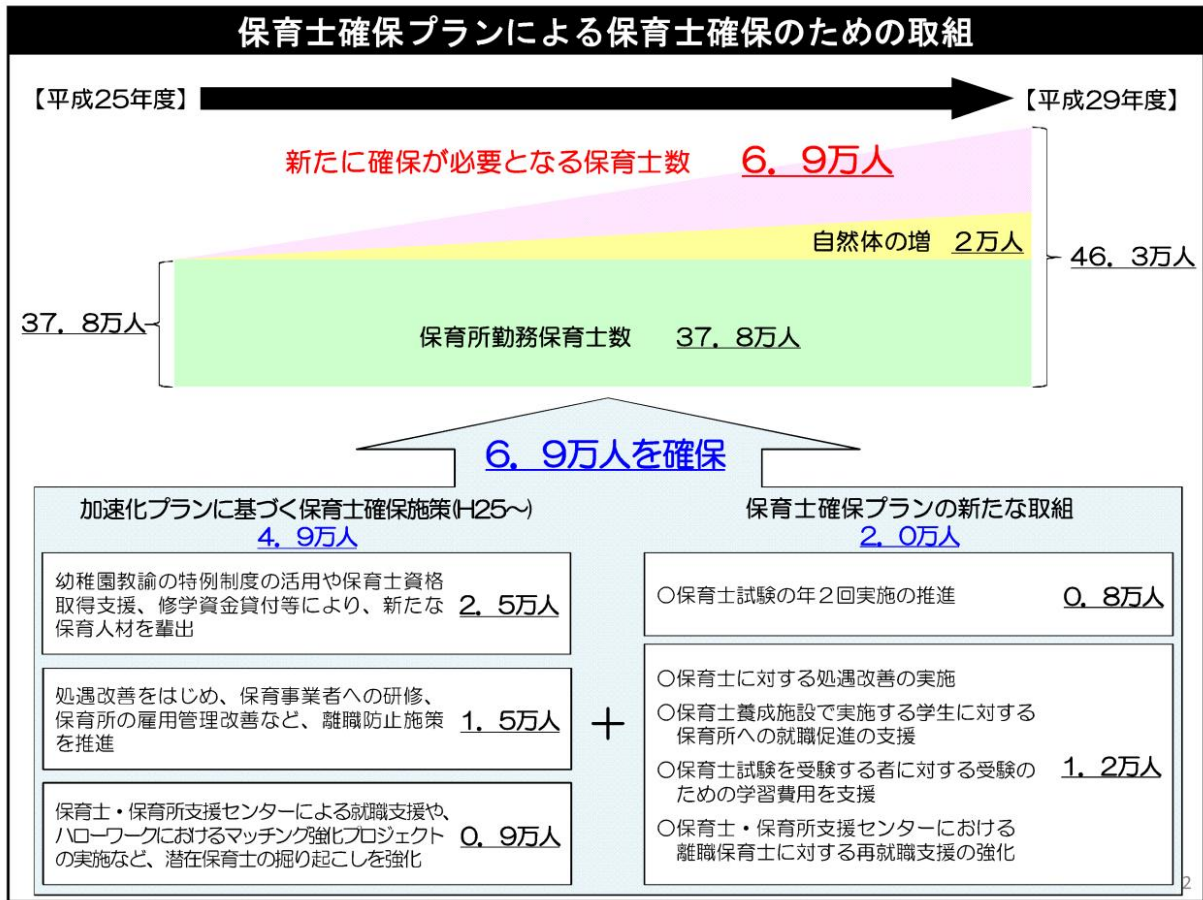 保育士確保プランによる保育士確保のための取組
【平成25年度】
【平成29年度】
新たに確保が必要となる保育士数 6．9万人
自然体の増 2万人
46．3万人
37．8万人
保育所勤務保育士数 37．8万人
6．9万人を確保
加速化プランに基づく保育士確保施策(H25～)
4．9万人
幼稚園教諭の特例制度の活用や保育士資格
取得支援、修学資金貸付等により、新たな
保育人材を輩出
2．5万人
処遇改善をはじめ、保育事業者への研修、
保育所の雇用管理改善など、離職防止施策
を推進
1．5万人
保育士・保育所支援センターによる就職支援や、
ハローワークにおけるマッチング強化プロジェクト
の実施など、潜在保育士の掘り起こしを強化
0．9万人
＋
保育士確保プランの新たな取組
2．0万人
○保育士試験の年２回実施の推進 0．8万人
○保育士に対する処遇改善の実施
○保育士養成施設で実施する学生に対する
保育所への就職促進の支援
○保育士試験を受験する者に対する受験の
ための学習費用を支援
○保育士・保育所支援センターにおける
離職保育士に対する再就職支援の強化
1．2万人
2